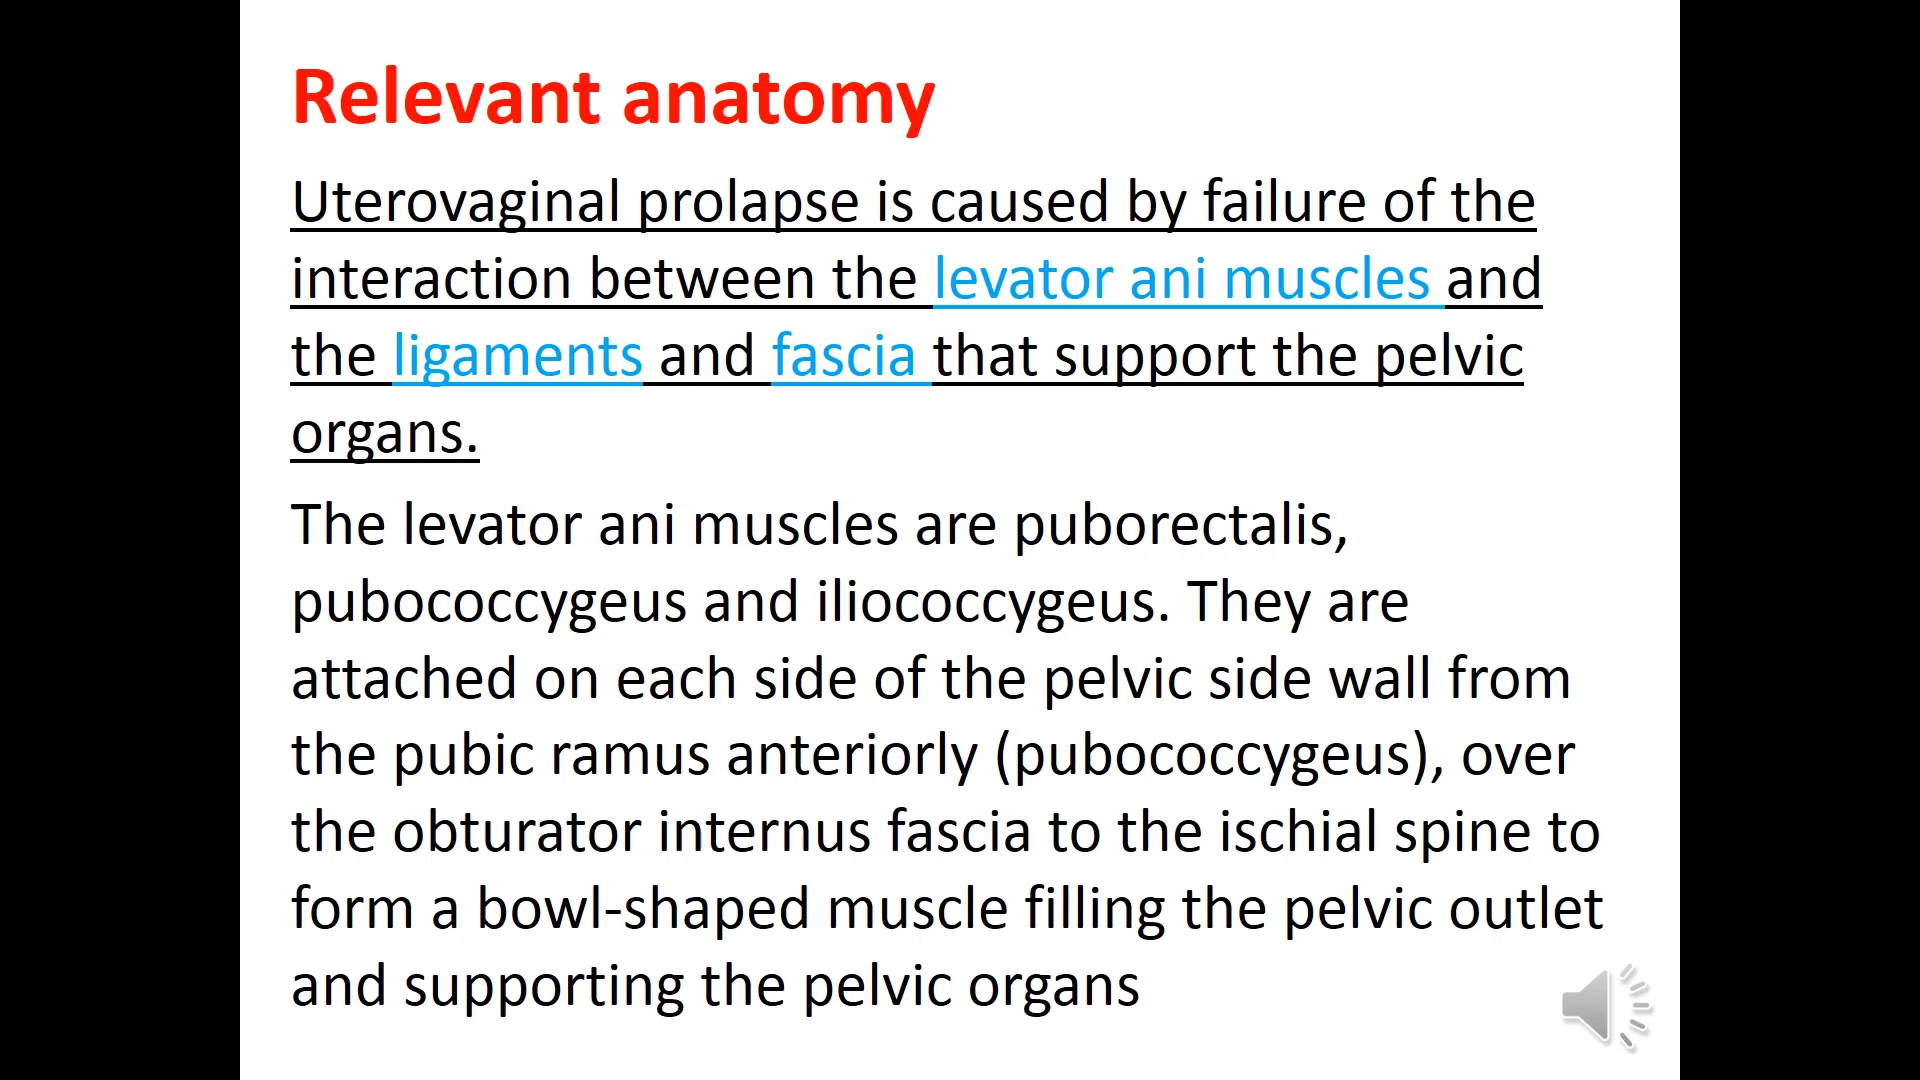 Relevant anatomy
Uterovaginal prolapse is caused by failure of the
interaction between the levator ani muscles and
the ligaments and fascia that support the pelvic
organs.
The levator ani muscles are puborectalis,
pubococcygeus and iliococcygeus. They are
attached on each side of the pelvic side wall from
the pubic ramus anteriorly (pubococcygeus), over
the obturator internus fascia to the ischial spine to
form a bowl-shaped muscle filling the pelvic outlet
and supporting the pelvic organs